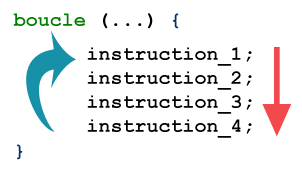 boucle (...) {
instruction_1;
instruction_2;
instruction_3;
instruction_4;
}